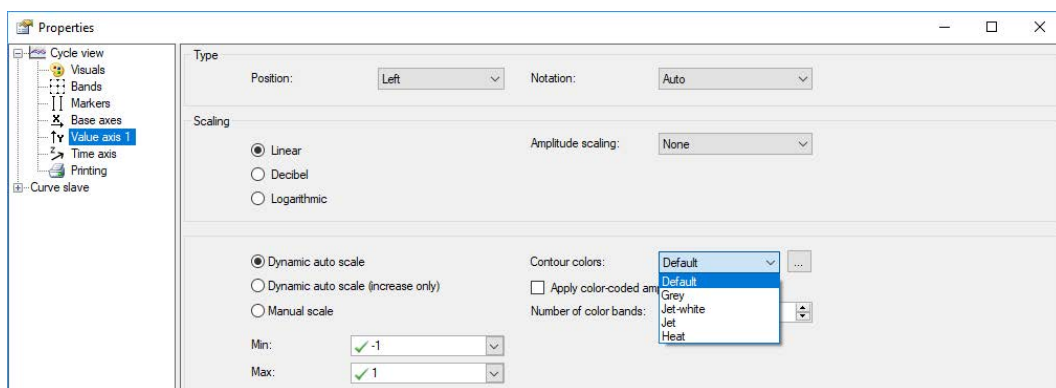 Properties
Cycle view
Visuals
Bands
Markers
X Base axes
Y Value axis 1
Z Time axis
Printing
Curve slave
Type
Position: Left Notation: Auto
Scaling
Linear Amplitude scaling: None
Decibel
Logarithmic
Dynamic auto scale Contour colors: Default ...
Default
Dynamic auto scale (increase only) Apply color-coded am
Grey
Manual scale Number of color bands: Jet-white
Jet
Heat
Min: -1
Max: 1